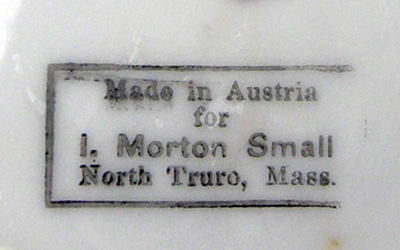 Made in Austria
for
I. Morton Small
North Truro, Mass.